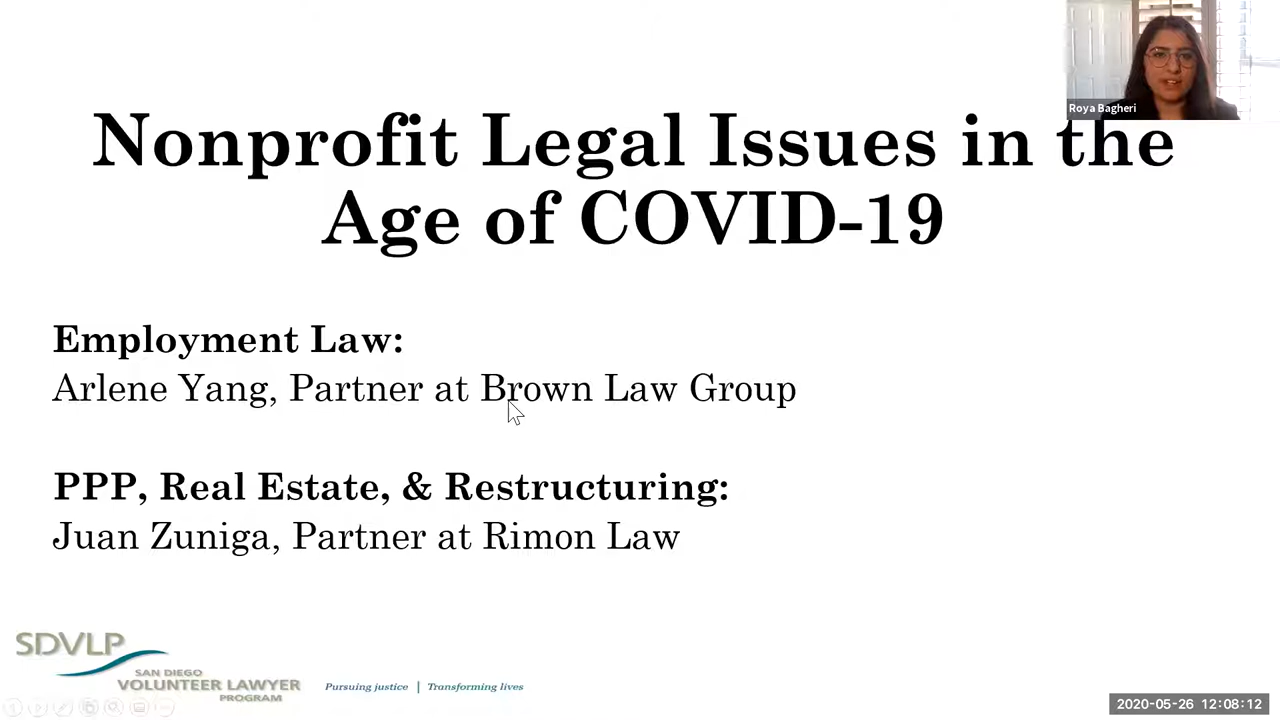 Roya Bagheri
Nonprofit Legal Issues in the
Age of COVID-19
Employment Law:
Arlene Yang, Partner at Brown Law Group
PPP, Real Estate, & Restructuring:
Juan Zuniga, Partner at Rimon Law
SDVLP
SAN DIEGO
VOLUNTEER LAWYER
PROGRAM
Pursuing justice | Transforming lives
2020-05-26 12:08:12